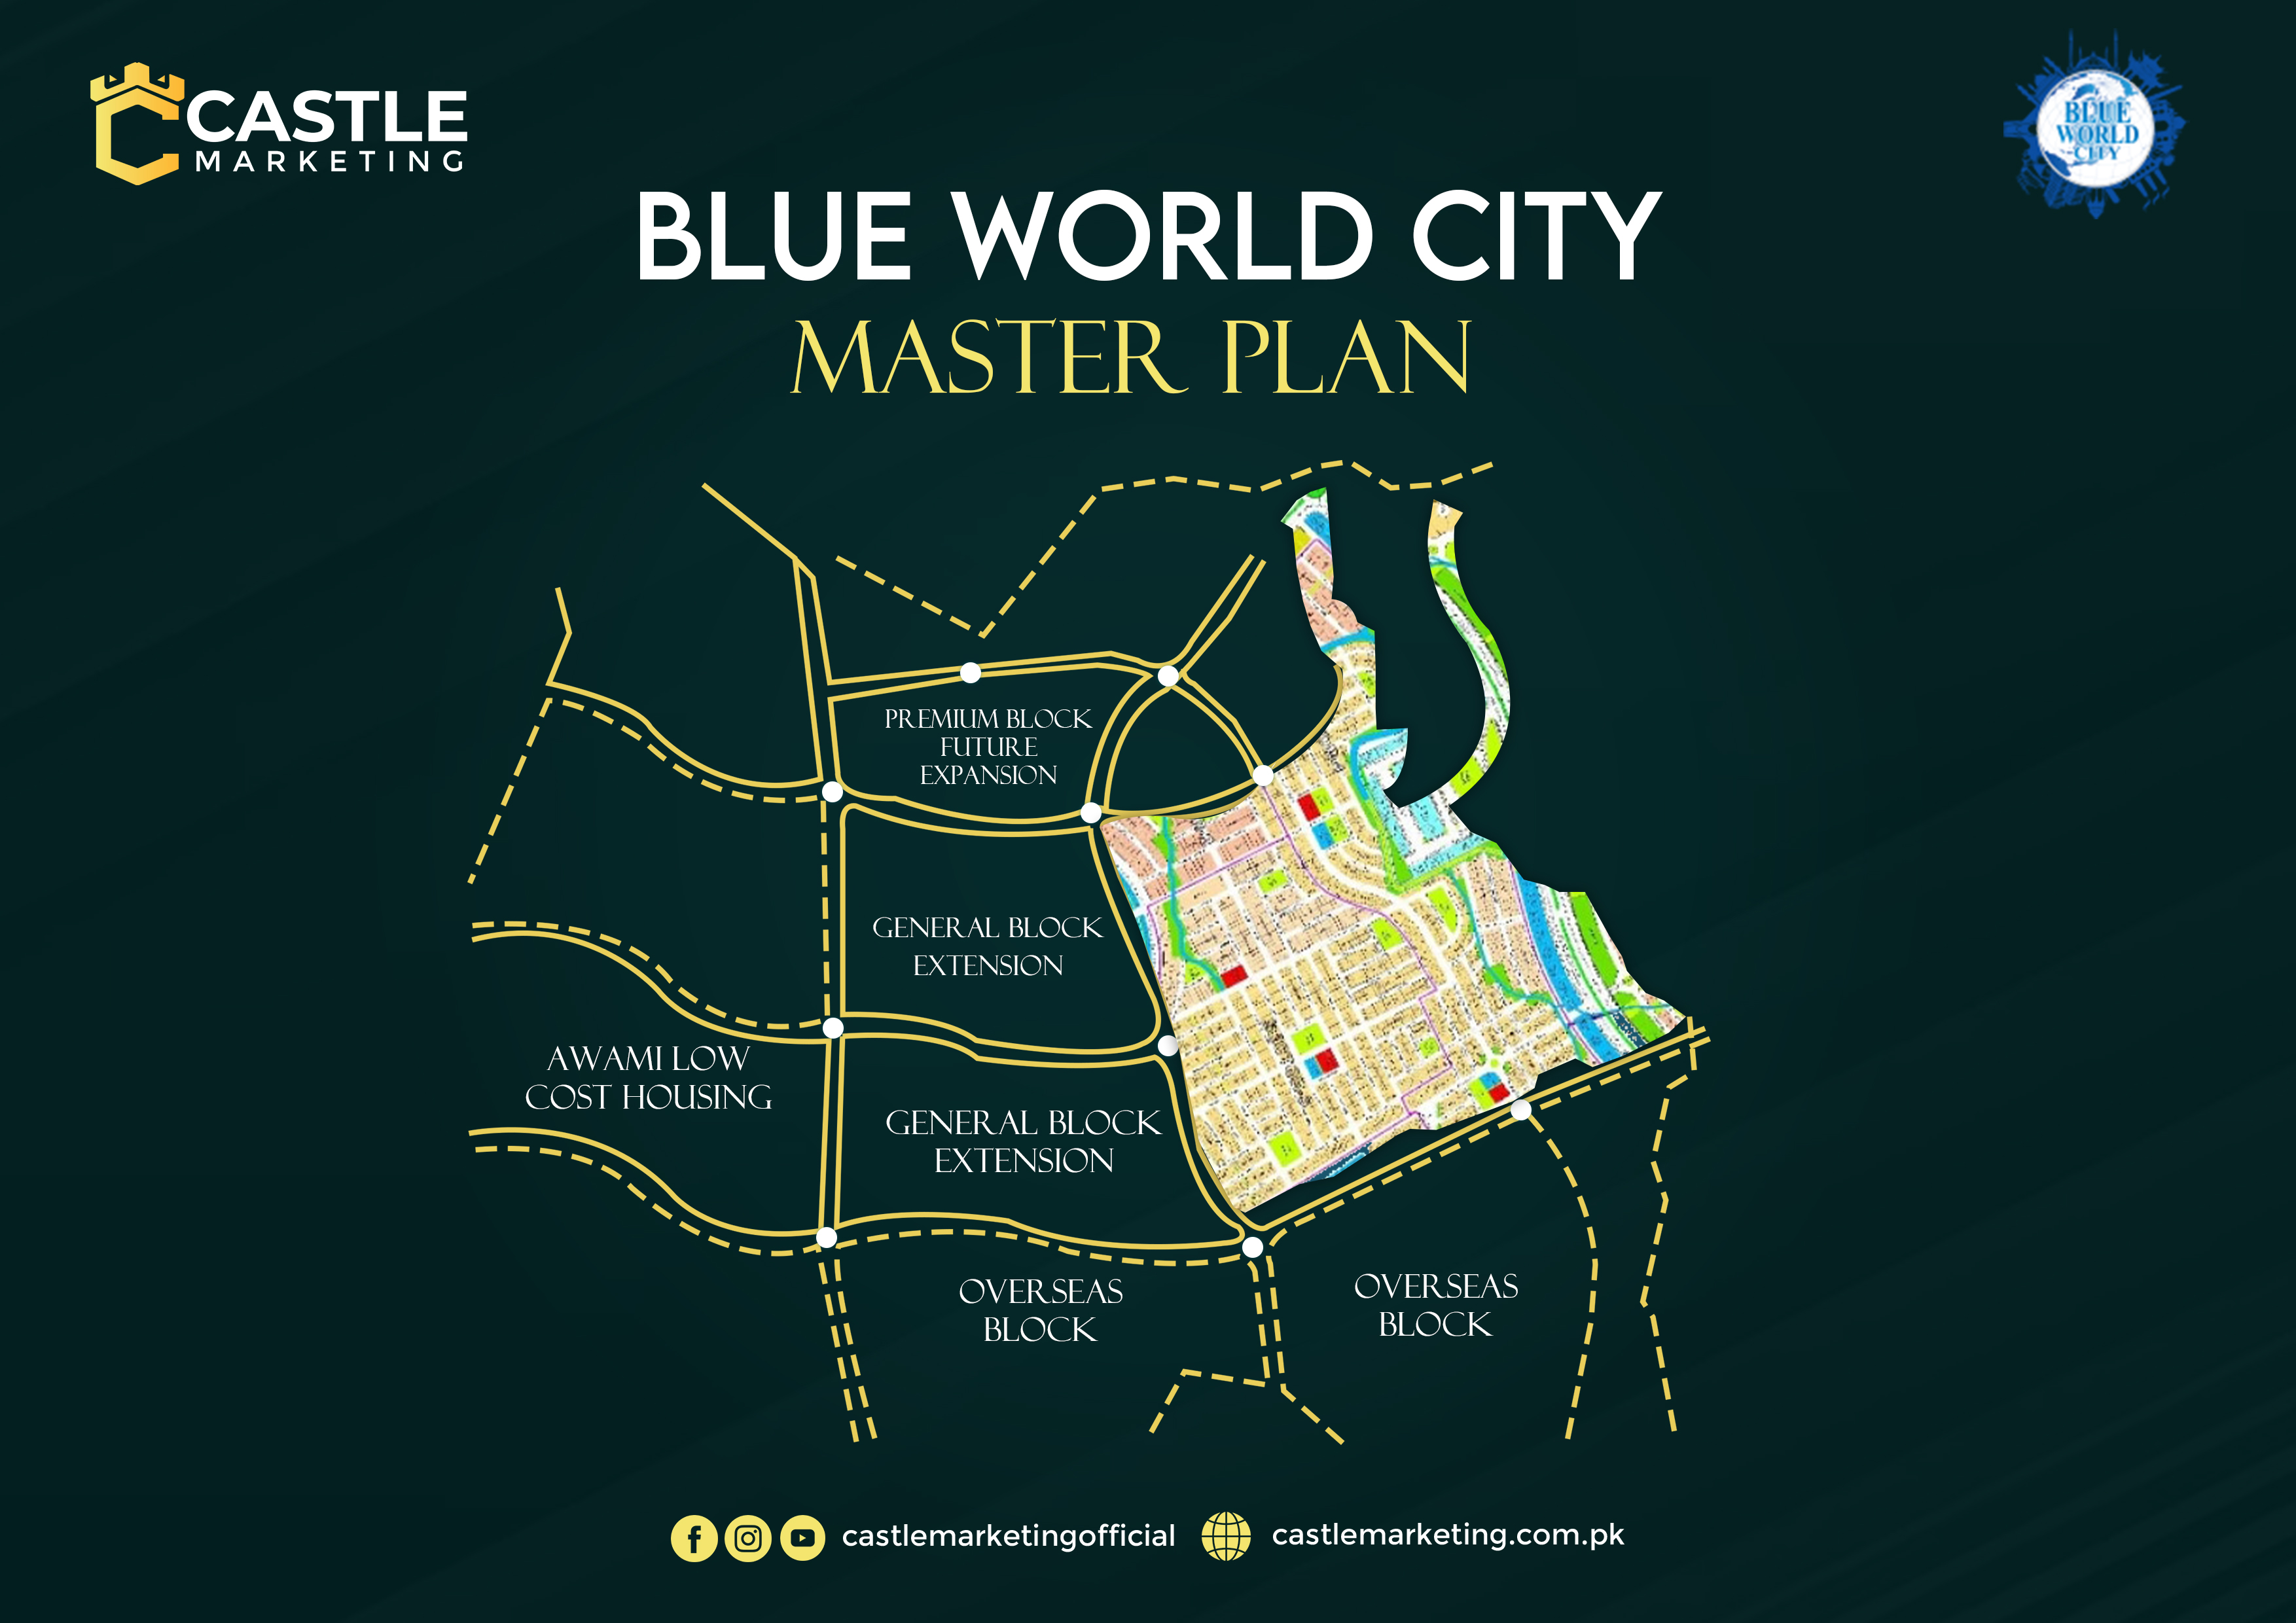 CASTLE
MARKETING
BLUE
WORLD
CITY
BLUE WORLD CITY
MASTER PLAN
PREMIUM BLOCK
FUTURE
EXPANSION
GENERAL BLOCK
EXTENSION
AWAMI LOW
COST HOUSING
GENERAL BLOCK
EXTENSION
OVERSEAS
BLOCK
OVERSEAS
BLOCK
castlemarketingofficial
castlemarketing.com.pk